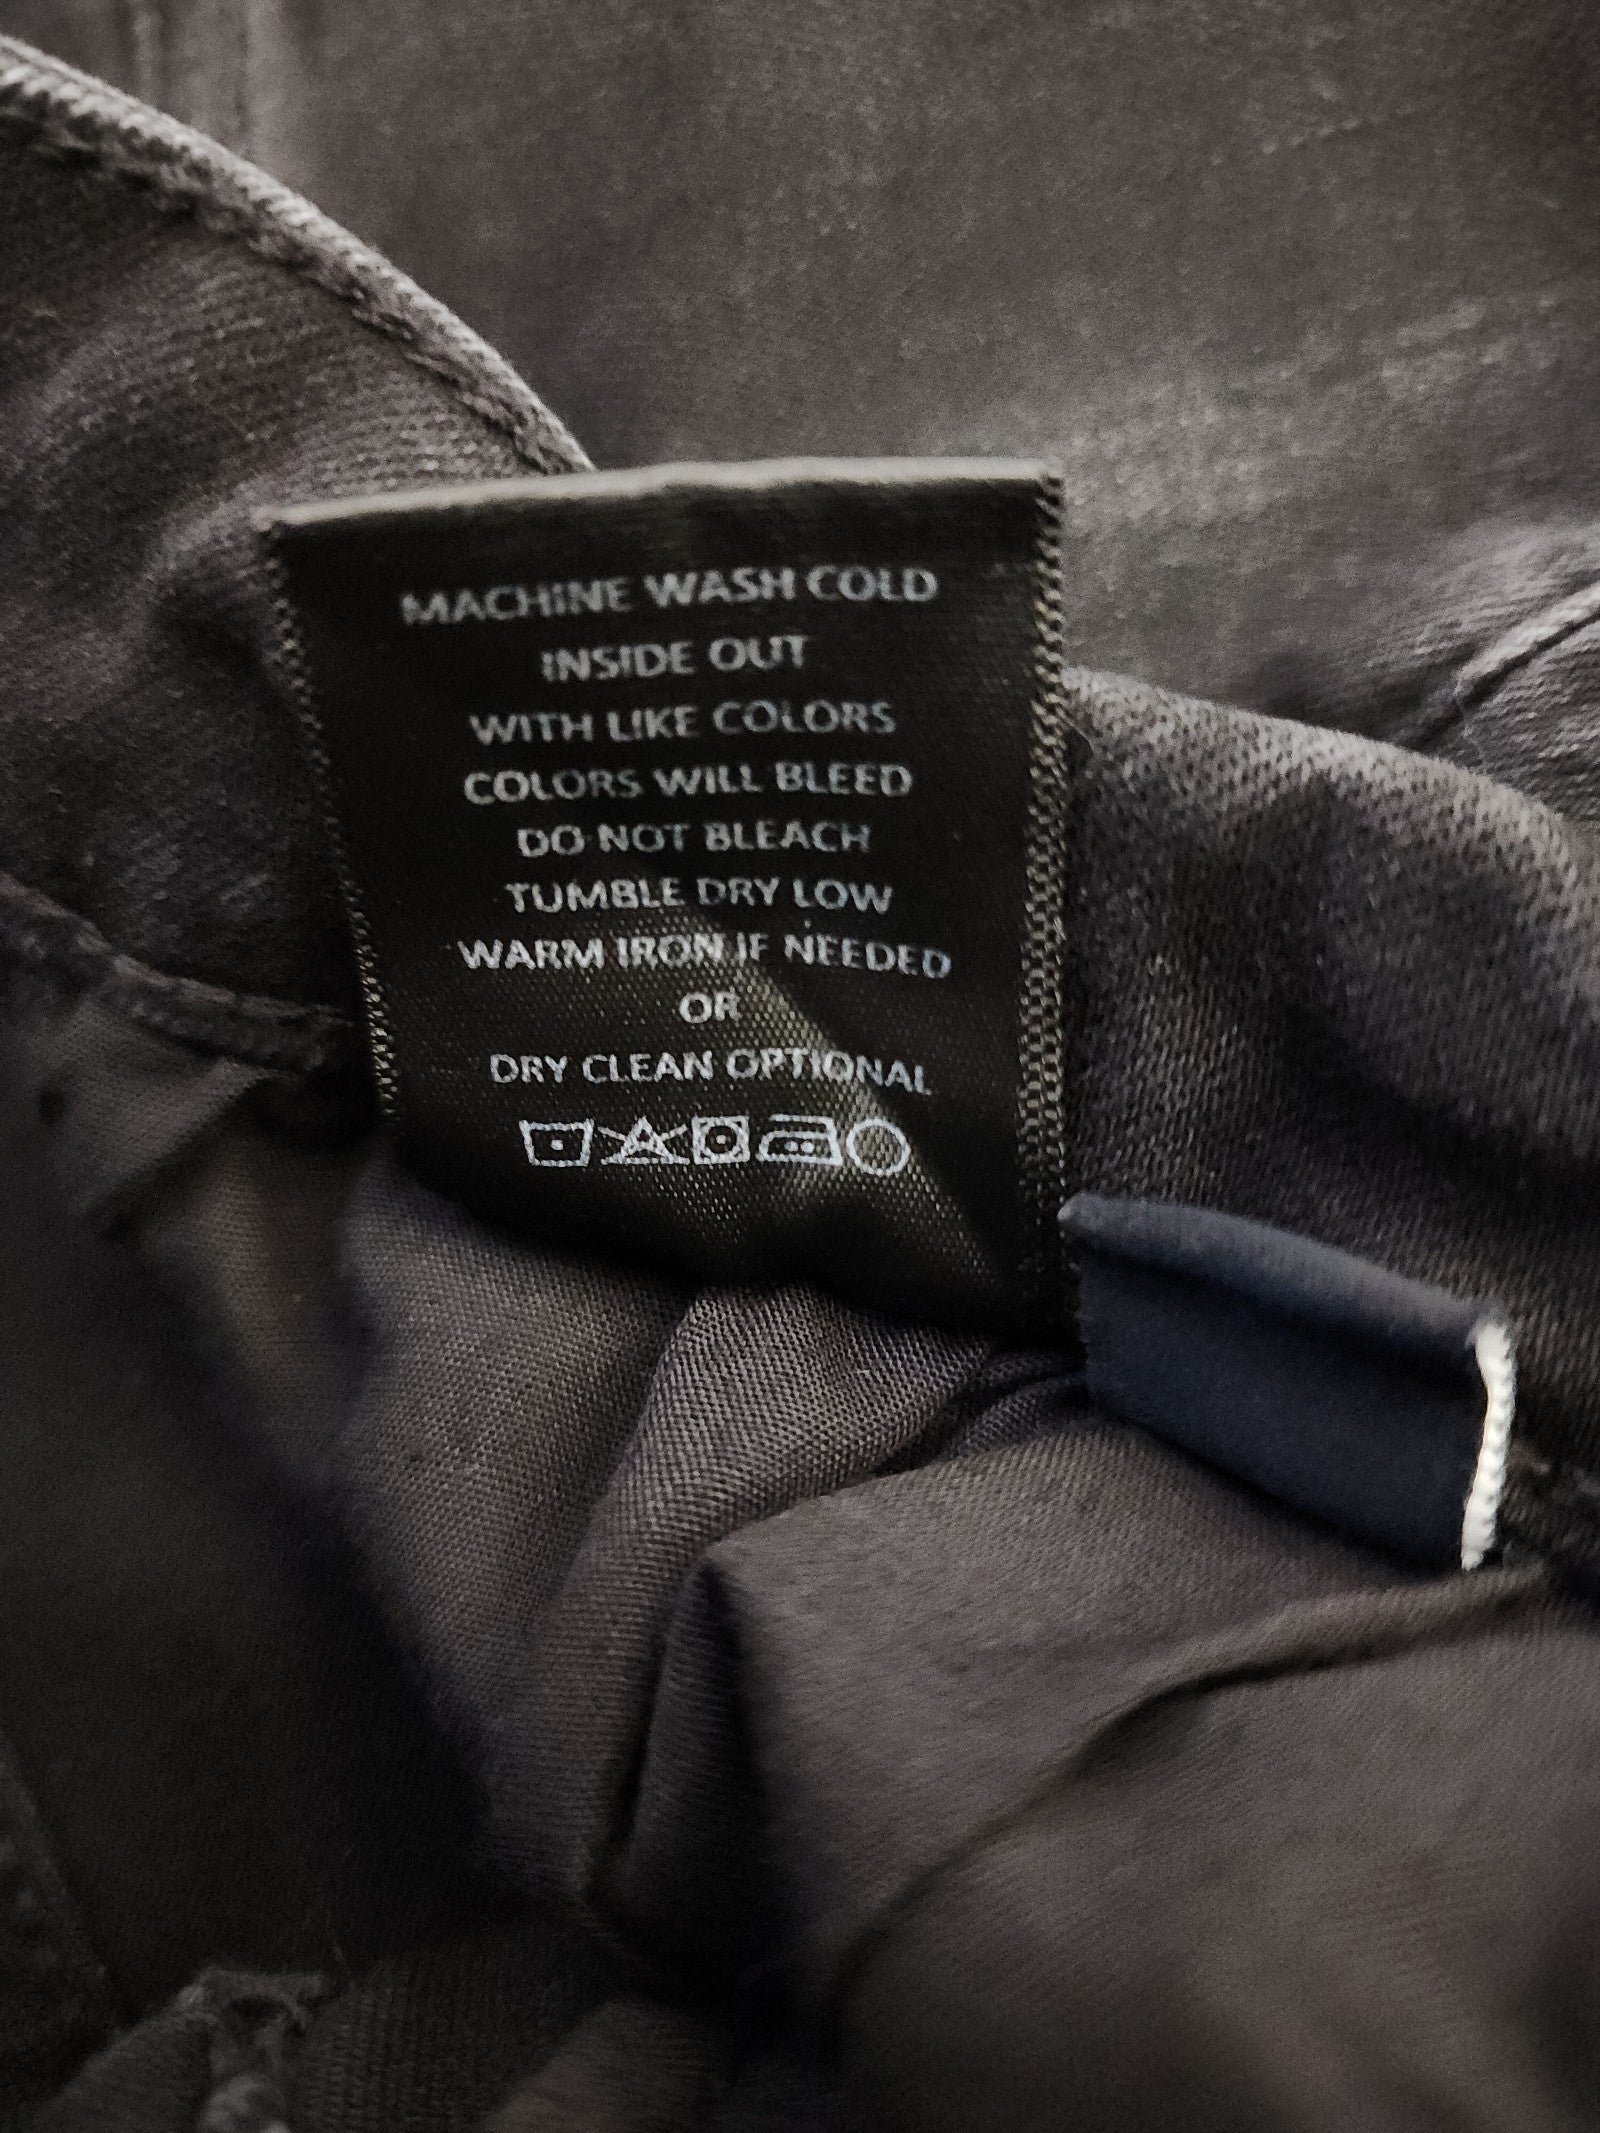 MACHINE WASH COLD
INSIDE OUT
WITH LIKE COLORS
COLORS WILL BLEED
DO NOT BLEACH
TUMBLE DRY LOW
WARM IRON IF NEEDED
OR
DRY CLEAN OPTIONAL